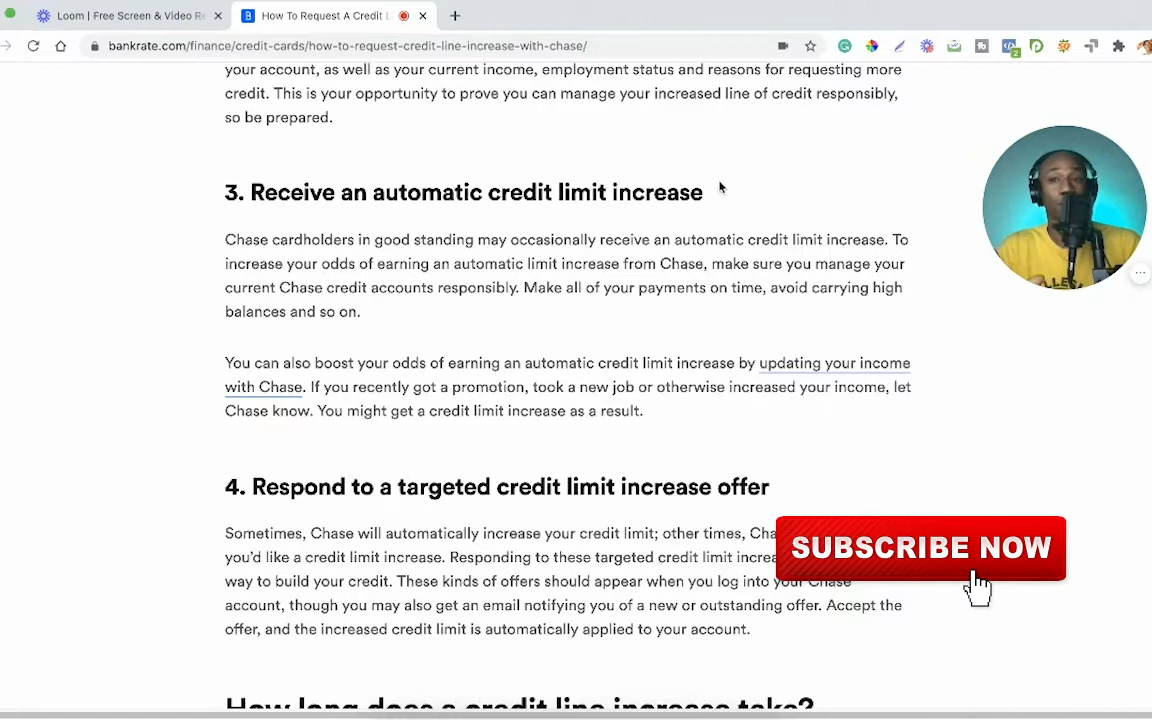 Loom | Free Screen & Video Re
How To Request A Credit L
bankrate.com/finance/credit-cards/how-to-request-credit-line-increase-with-chase/
2
your account, as well as your current income, employment status and reasons for requesting more
credit. This is your opportunity to prove you can manage your increased line of credit responsibly,
so be prepared.
3. Receive an automatic credit limit increase
Chase cardholders in good standing may occasionally receive an automatic credit limit increase. To
increase your odds of earning an automatic limit increase from Chase, make sure you manage your
current Chase credit accounts responsibly. Make all of your payments on time, avoid carrying high
balances and so on.
You can also boost your odds of earning an automatic credit limit increase by updating your income
with Chase. If you recently got a promotion, took a new job or otherwise increased your income, let
Chase know. You might get a credit limit increase as a result.
4. Respond to a targeted credit limit increase offer
Sometimes, Chase will automatically increase your credit limit; other times, Cha
you'd like a credit limit increase. Responding to these targeted credit limit increa
SUBSCRIBE NOW
way to build your credit. These kinds of offers should appear when you log into your Chase
account, though you may also get an email notifying you of a new or outstanding offer. Accept the
offer, and the increased credit limit is automatically applied to your account.
How long does a credit line increase take?